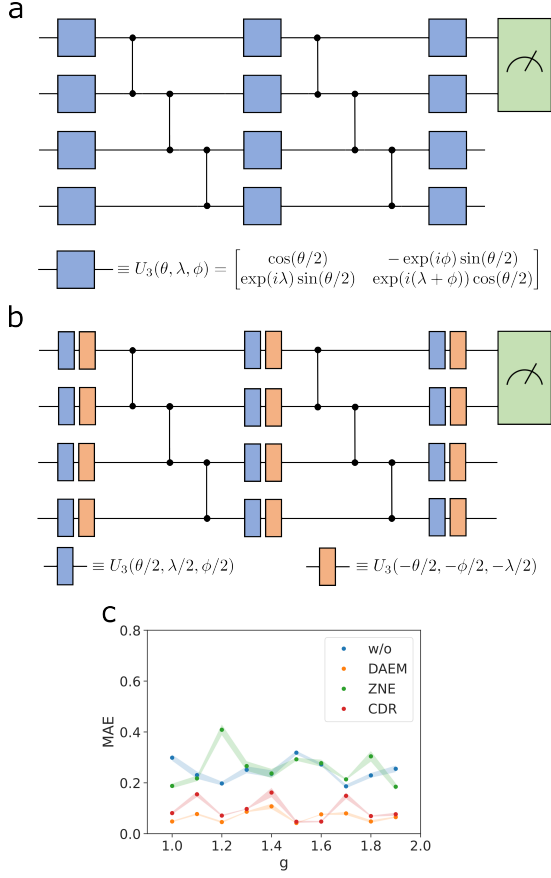 a
≡ U₃(θ, λ, ϕ) = [ cos(θ/2) − exp(iϕ) sin(θ/2)
exp(iλ) sin(θ/2) exp(i(λ + ϕ)) cos(θ/2) ]
b
≡ U₃(θ/2, λ/2, ϕ/2) ≡ U₃(−θ/2, −ϕ/2, −λ/2)
c
0.8
w/o
DAEM
ZNE
CDR
0.6
MAE
0.4
0.2
0.0
1.0 1.2 1.4 1.6 1.8 2.0
g